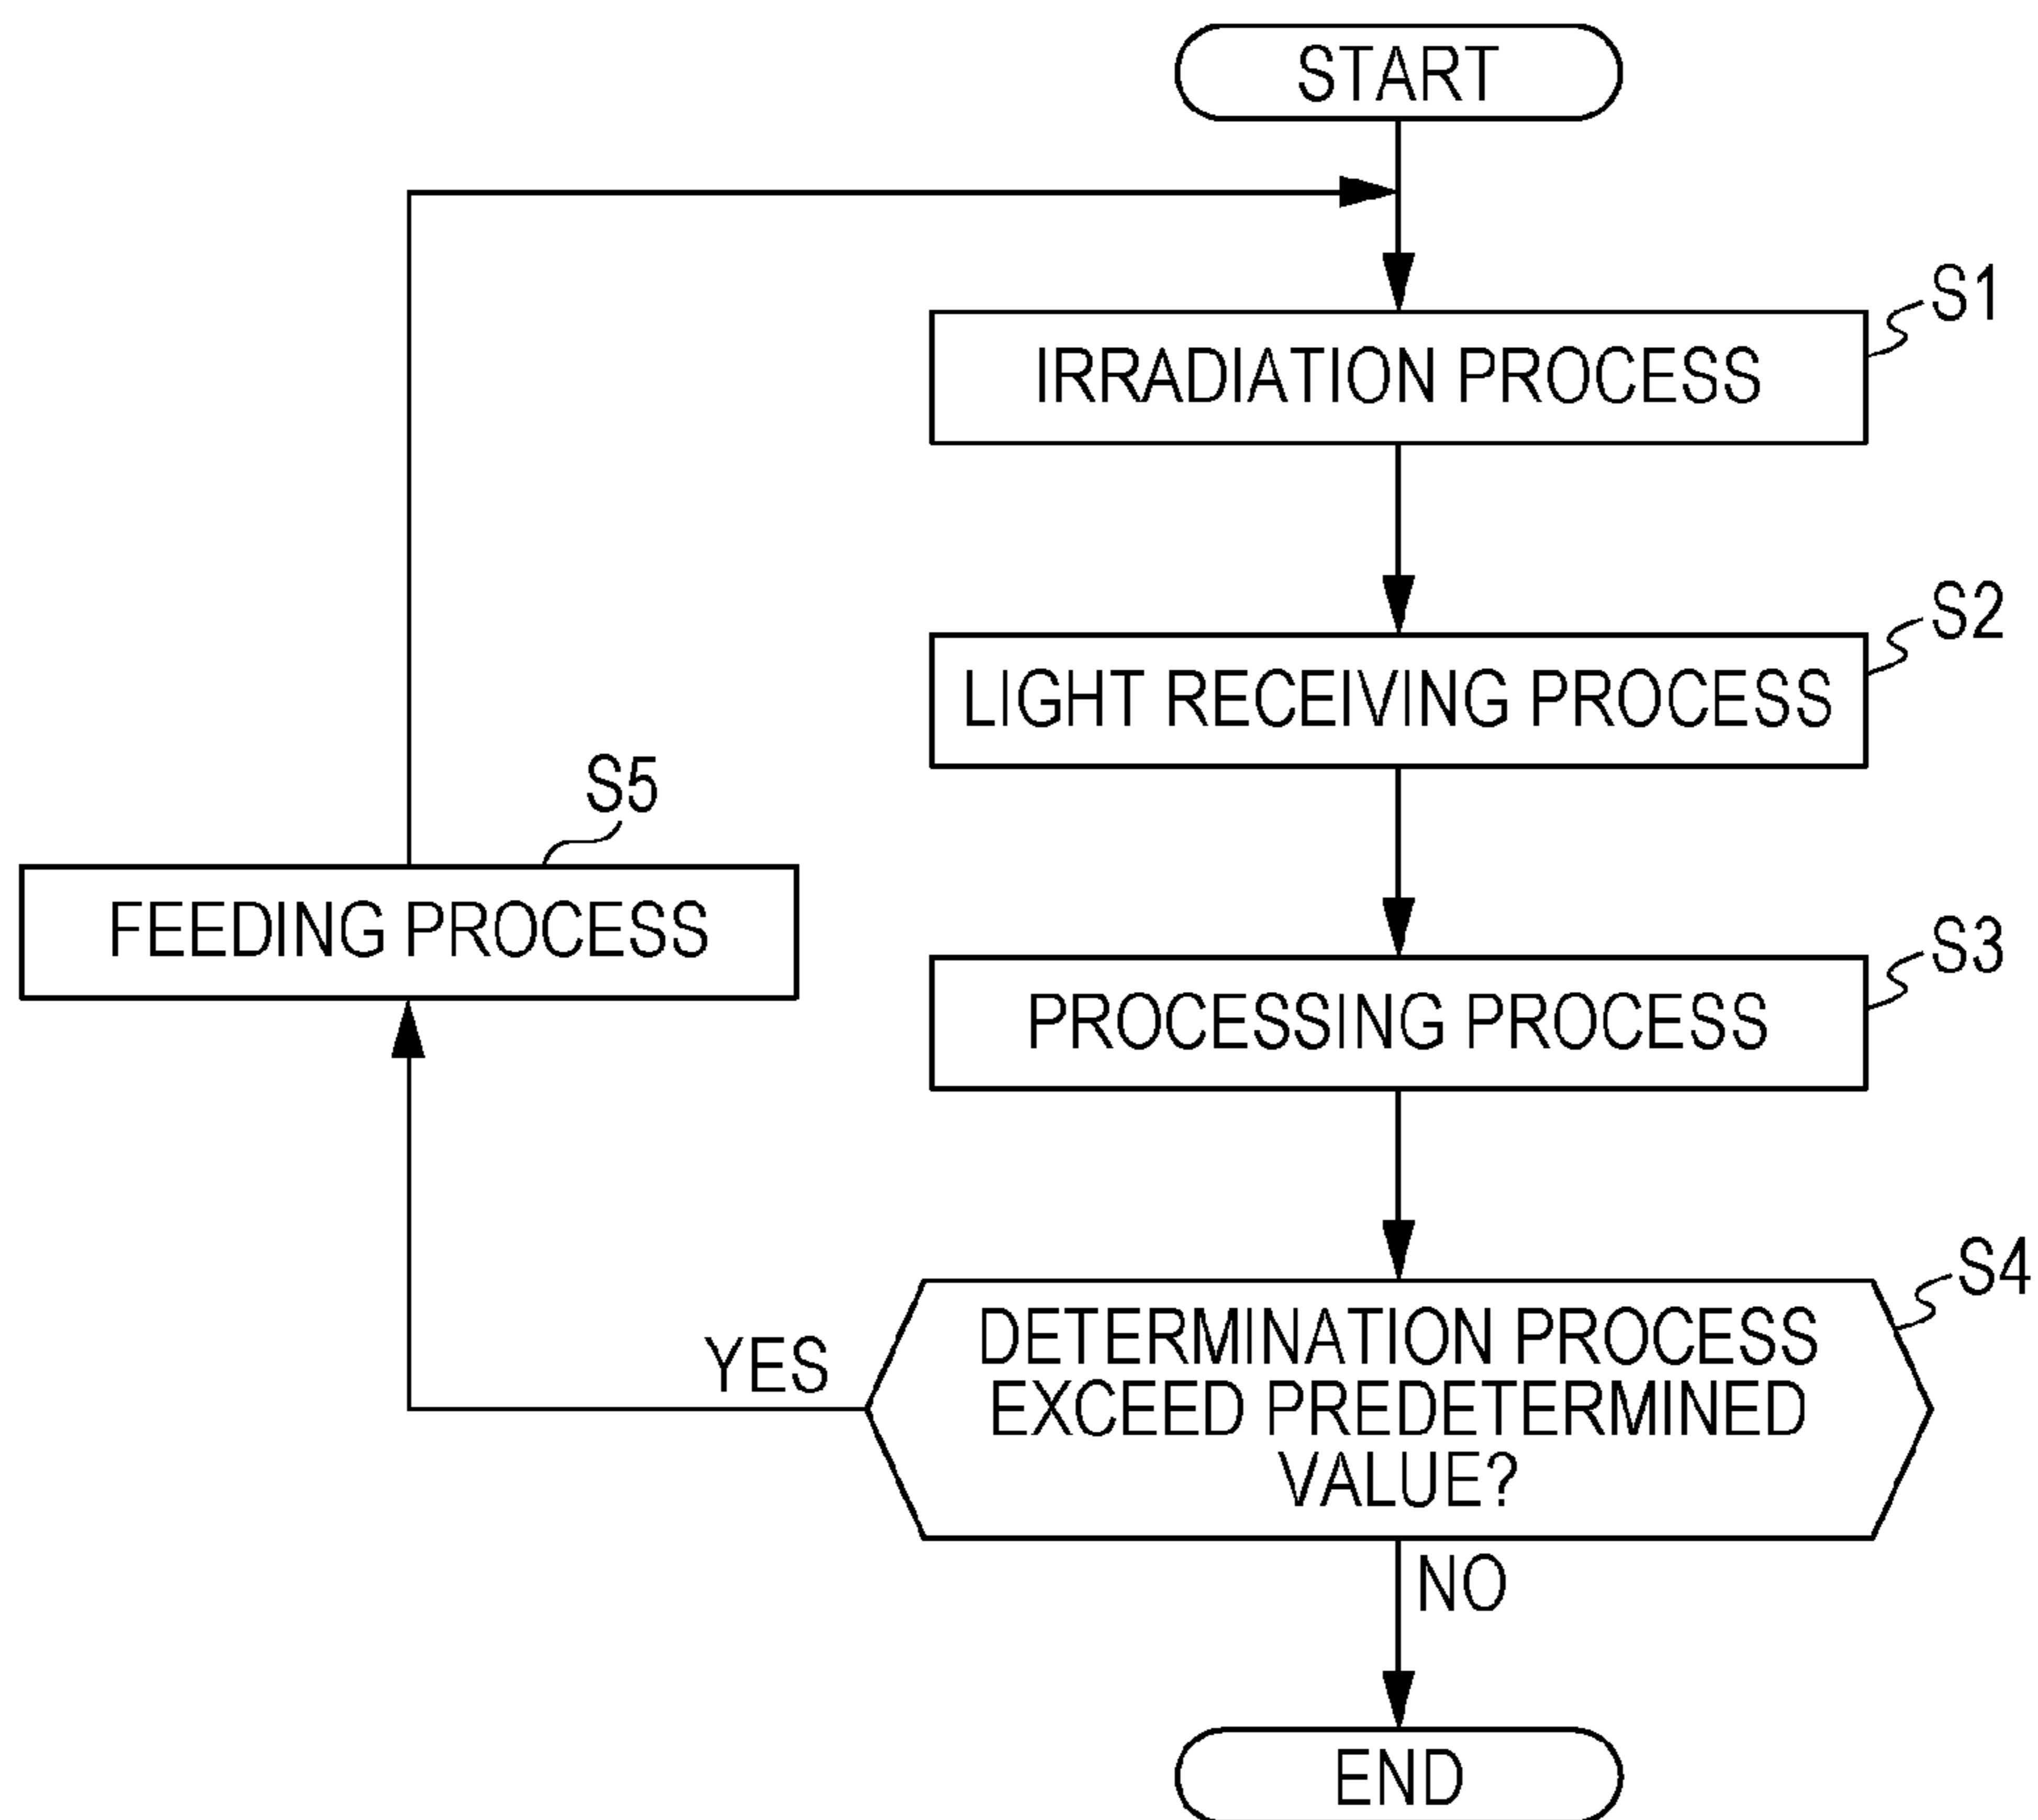 START
S1
IRRADIATION PROCESS
S2
LIGHT RECEIVING PROCESS
S5
FEEDING PROCESS
S3
PROCESSING PROCESS
S4
DETERMINATION PROCESS
EXCEED PREDETERMINED
VALUE?
YES
NO
END